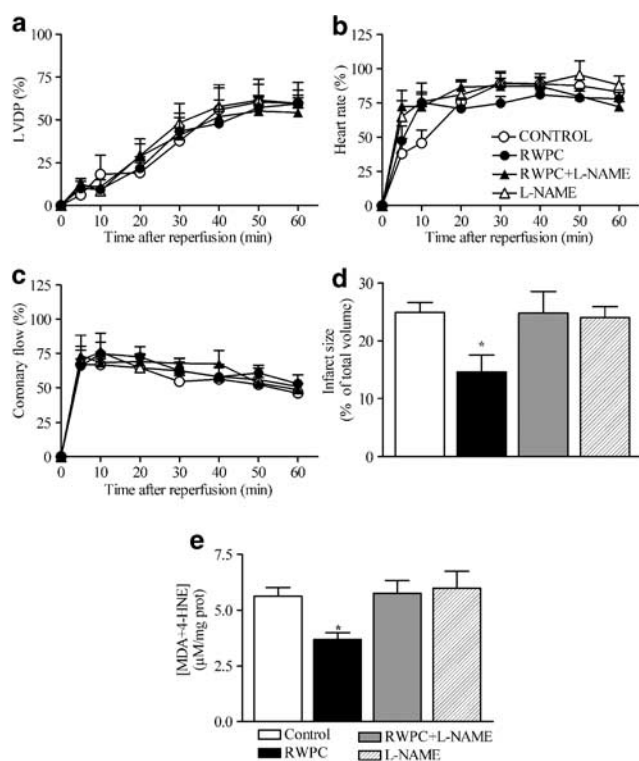 a
LVDP (%)
100
75
50
25
0
0 10 20 30 40 50 60
Time after reperfusion (min)
b
Heart rate (%)
125
100
75
50
25
0
CONTROL
RWPC
RWPC+L-NAME
L-NAME
0 10 20 30 40 50 60
Time after reperfusion (min)
c
Coronary flow (%)
125
100
75
50
25
0
0 10 20 30 40 50 60
Time after reperfusion (min)
d
Infarct size
(% of total volume)
30
20
10
0
*
e
[MDA+4-HNE]
(µM/mg prot)
7.5
5.0
2.5
0.0
*
Control
RWPC
RWPC+L-NAME
L-NAME